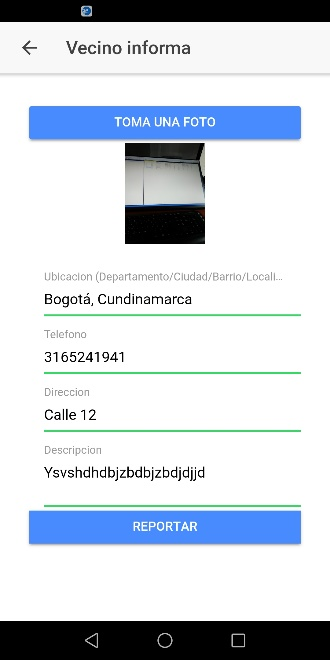 Vecino informa
TOMA UNA FOTO
Ubicacion (Departamento/Ciudad/Barrio/Locali...
Bogotá, Cundinamarca
Telefono
3165241941
Direccion
Calle 12
Descripcion
Ysvshdhdbjzbdbjzbdjdjjd
REPORTAR